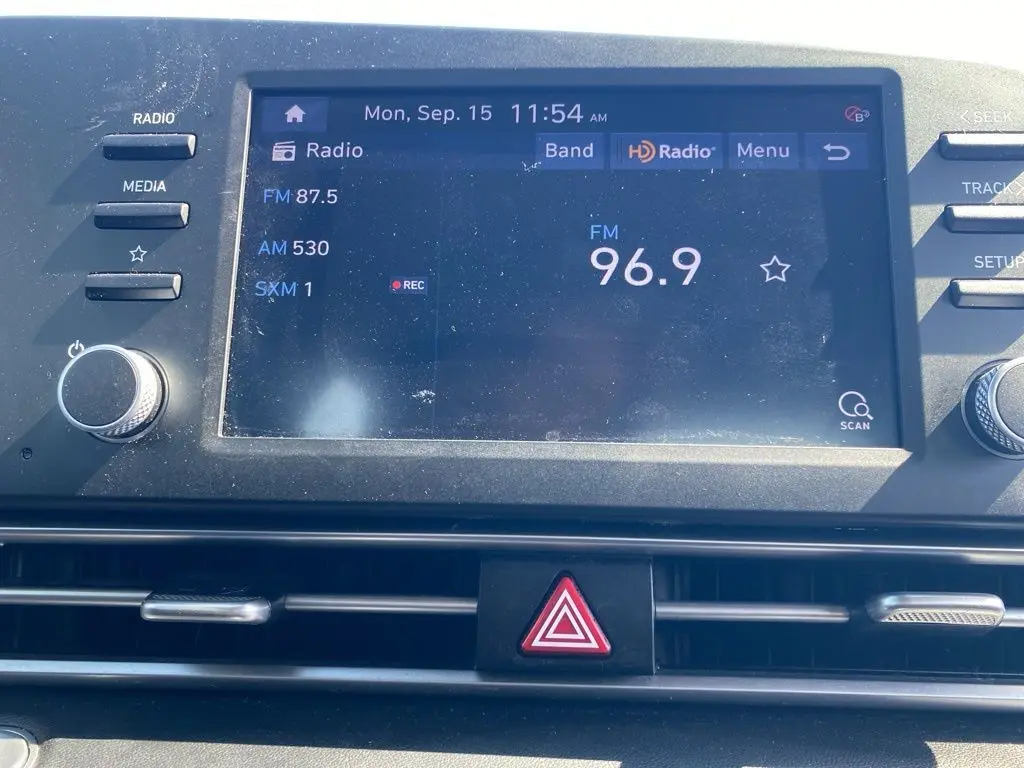 RADIO
MEDIA
Mon, Sep. 15 11:54 AM
Radio Band HD Radio Menu
FM 87.5
AM 530
SXM 1 REC
FM
96.9
SCAN
< SEEK
TRACK >
SETUP